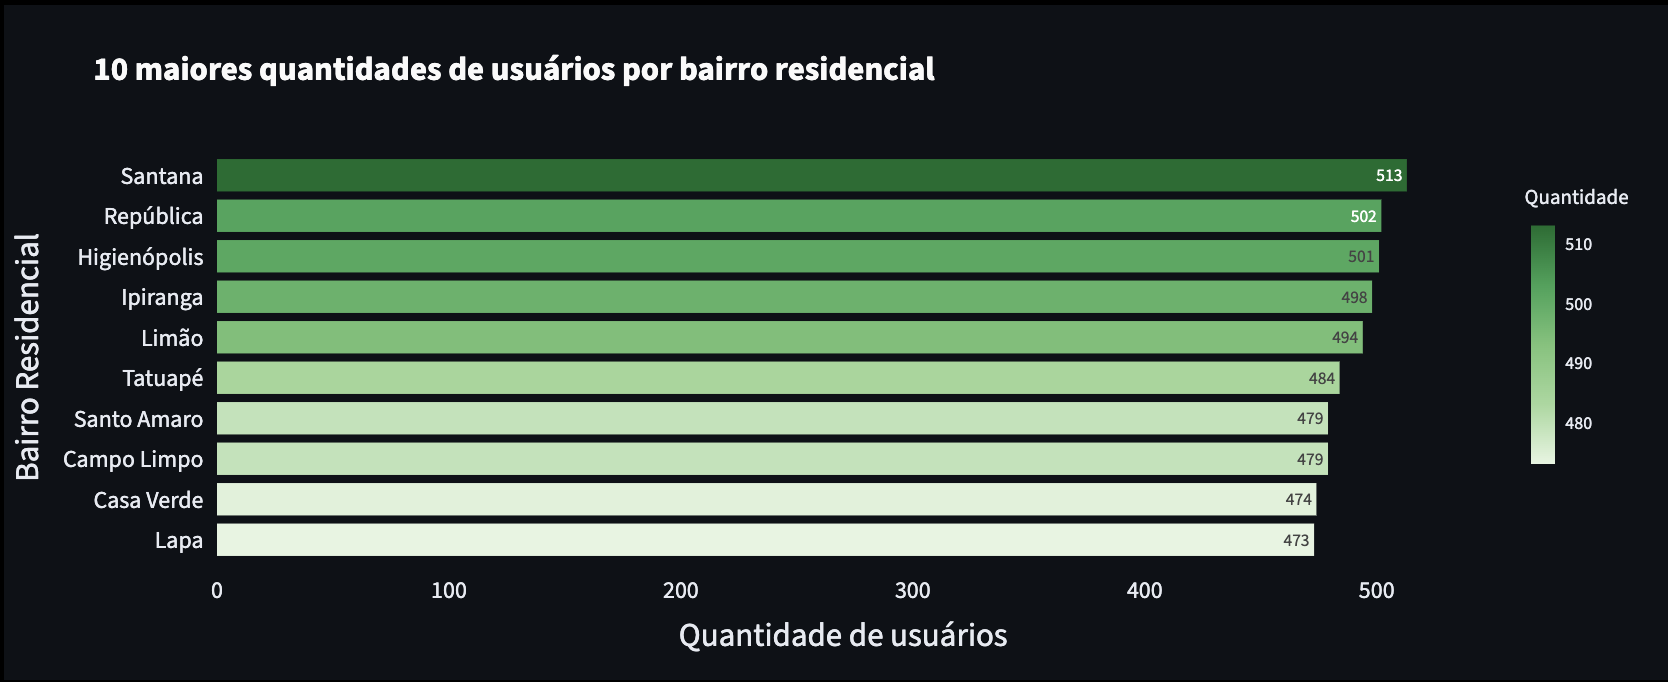 10 maiores quantidades de usuários por bairro residencial
Bairro Residencial
Santana 513
República 502
Higienópolis 501
Ipiranga 498
Limão 494
Tatuapé 484
Santo Amaro 479
Campo Limpo 479
Casa Verde 474
Lapa 473
0 100 200 300 400 500
Quantidade de usuários
Quantidade
510
500
490
480